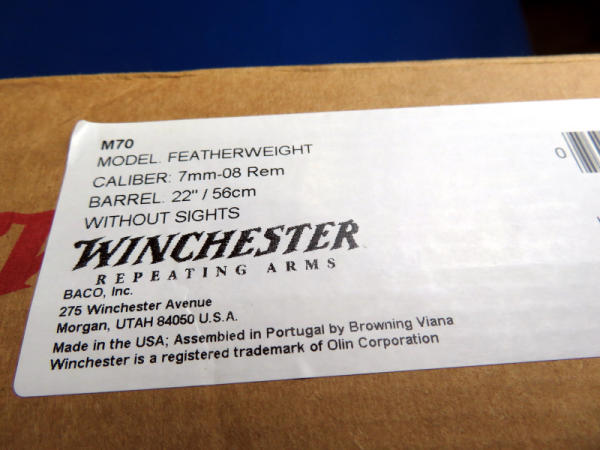 M70
MODEL. FEATHERWEIGHT
CALIBER: 7mm-08 Rem
BARREL: 22" / 56cm
WITHOUT SIGHTS
WINCHESTER
REPEATING ARMS
BACO, Inc.
275 Winchester Avenue
Morgan, UTAH 84050 U.S.A.
Made in the USA; Assembled in Portugal by Browning Viana
Winchester is a registered trademark of Olin Corporation
0